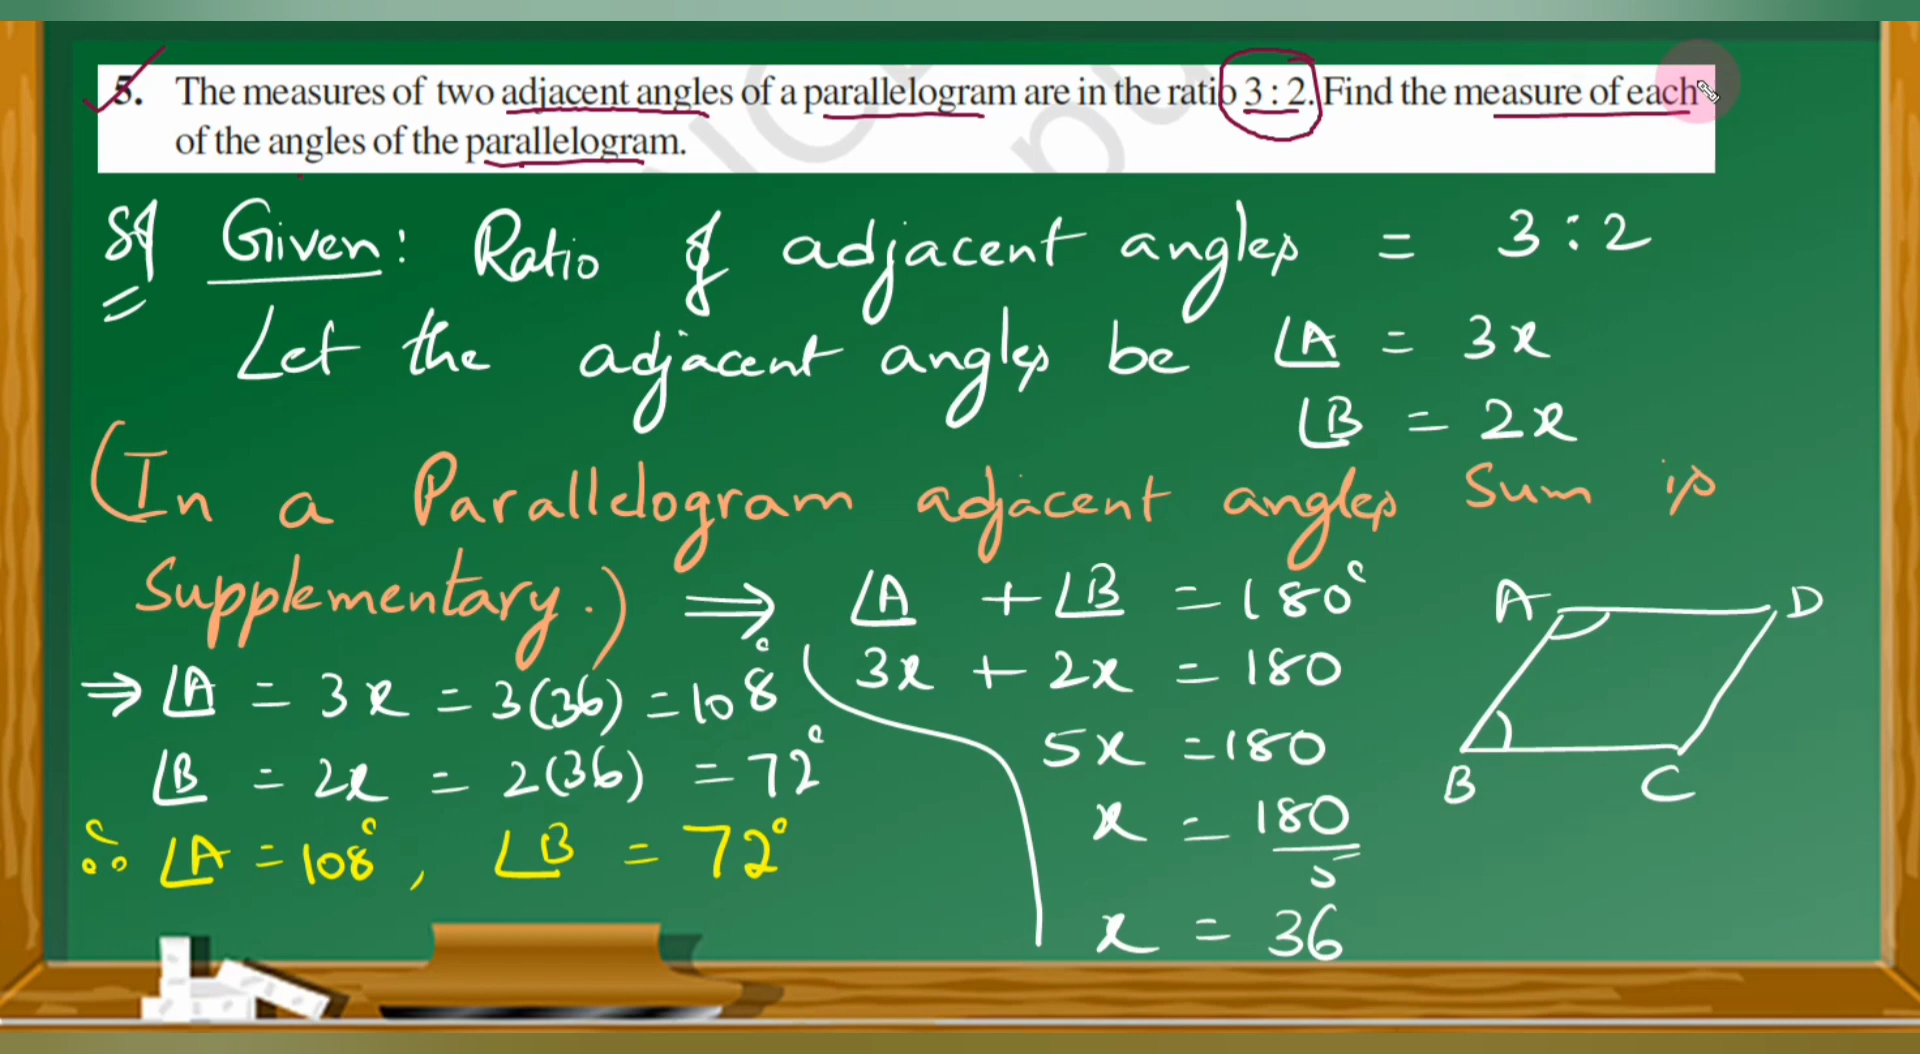 5. The measures of two adjacent angles of a parallelogram are in the ratio 3 : 2. Find the measure of each
of the angles of the parallelogram.
Sol Given: Ratio of adjacent angles = 3 : 2
Let the adjacent angles be ∠A = 3x
∠B = 2x
(In a Parallelogram adjacent angles Sum is
Supplementary.) ⇒ ∠A + ∠B = 180°
3x + 2x = 180
5x = 180
x = 180/5
x = 36
⇒ ∠A = 3x = 3(36) = 108°
∠B = 2x = 2(36) = 72°
∴ ∠A = 108°, ∠B = 72°
A D
B C